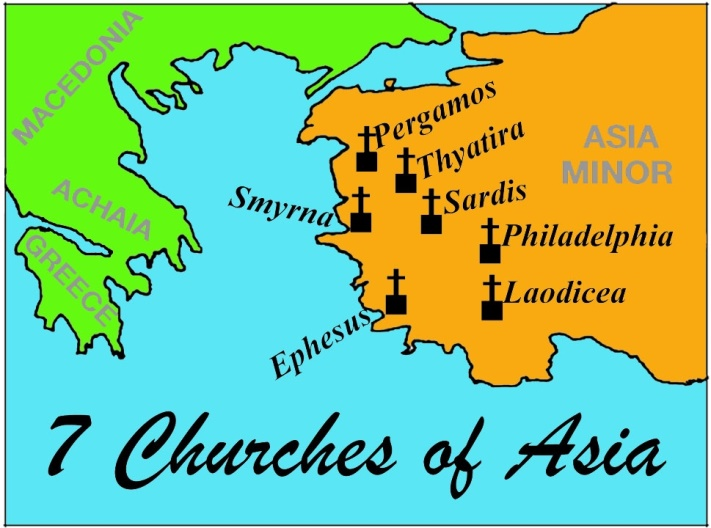 MACEDONIA
Pergamos
ASIA
MINOR
Thyatira
ACHAIA
Smyrna
Sardis
GREECE
Philadelphia
Laodicea
Ephesus
7 Churches of Asia